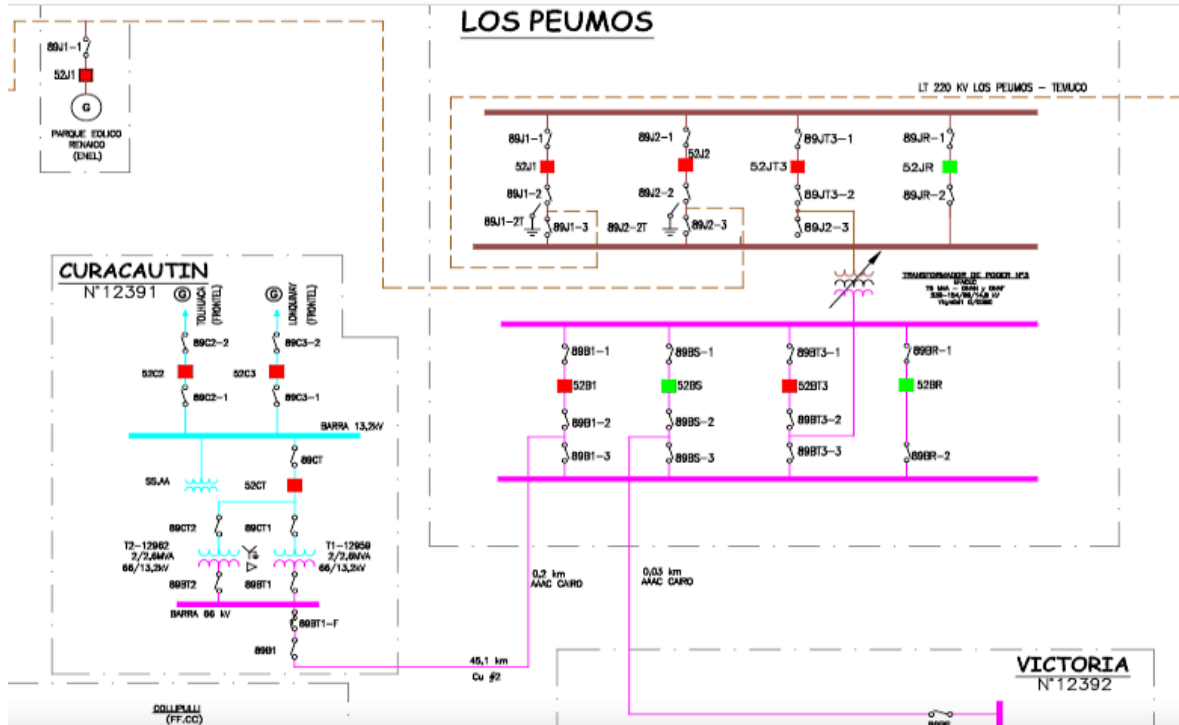 89J1-1
52J1
G
PARQUE EOLICO
RENAICO
(ENEL)
LOS PEUMOS
LT 220 KV LOS PEUMOS - TEMUCO
89J1-1
52J1
89J1-2
89J1-2T
89J1-3
89J2-1
52J2
89J2-2
89J2-2T
89J2-3
89JT3-1
52JT3
89JT3-2
89J2-3
89JR-1
52JR
89JR-2
TRANSFORMADOR DE PODER Nº3
89B1-1
52B1
89B1-2
89B1-3
89BS-1
52BS
89BS-2
89BS-3
89BT3-1
52BT3
89BT3-2
89BT3-3
89BR-1
52BR
89BR-2
CURACAUTIN
N°12391
G
TOLHUACA
(FRONTEL)
G
LONQUIMAY
(FRONTEL)
89C2-2
52C2
89C2-1
89C3-2
52C3
89C3-1
BARRA 13,2kV
SS.AA
89CT
52CT
89CT2
89CT1
T2-12962
2/2,6MVA
66/13,2kV
T1-12959
2/2,6MVA
66/13,2kV
89BT2
89BT1
BARRA 66 kV
89BT1-F
89B1
45,1 km
Cu #2
0,2 km
AAAC CAIRO
0,03 km
AAAC CAIRO
COLLIPULLI
(FF.CC)
VICTORIA
N°12392